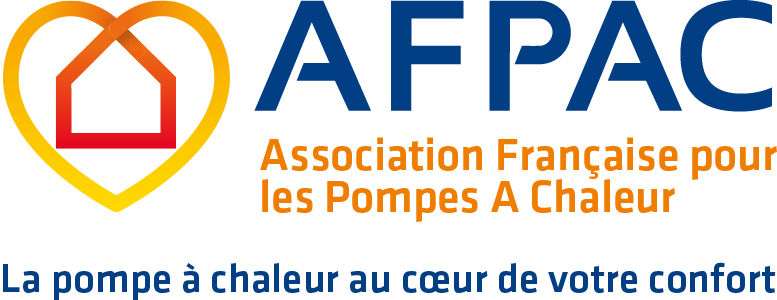 AFPAC
Association Française pour
les Pompes A Chaleur
La pompe à chaleur au cœur de votre confort